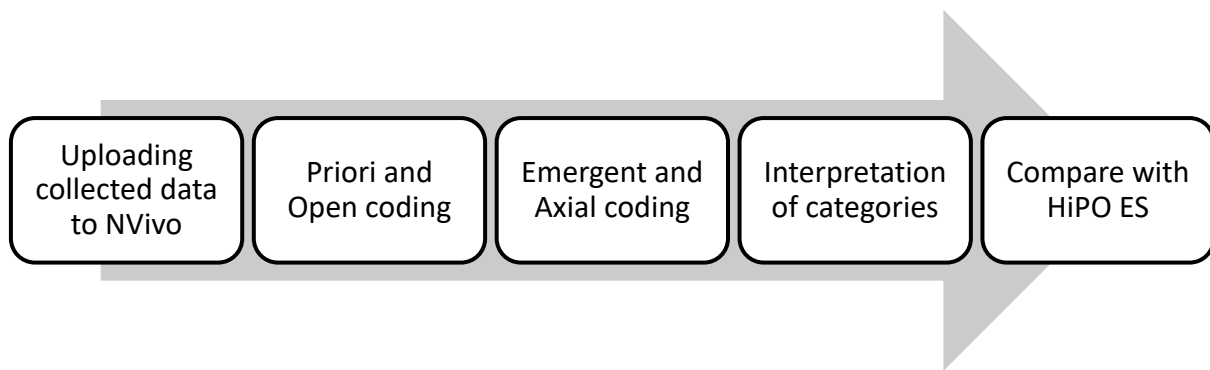 Uploading
collected data
to NVivo
Priori and
Open coding
Emergent and
Axial coding
Interpretation
of categories
Compare with
HiPO ES